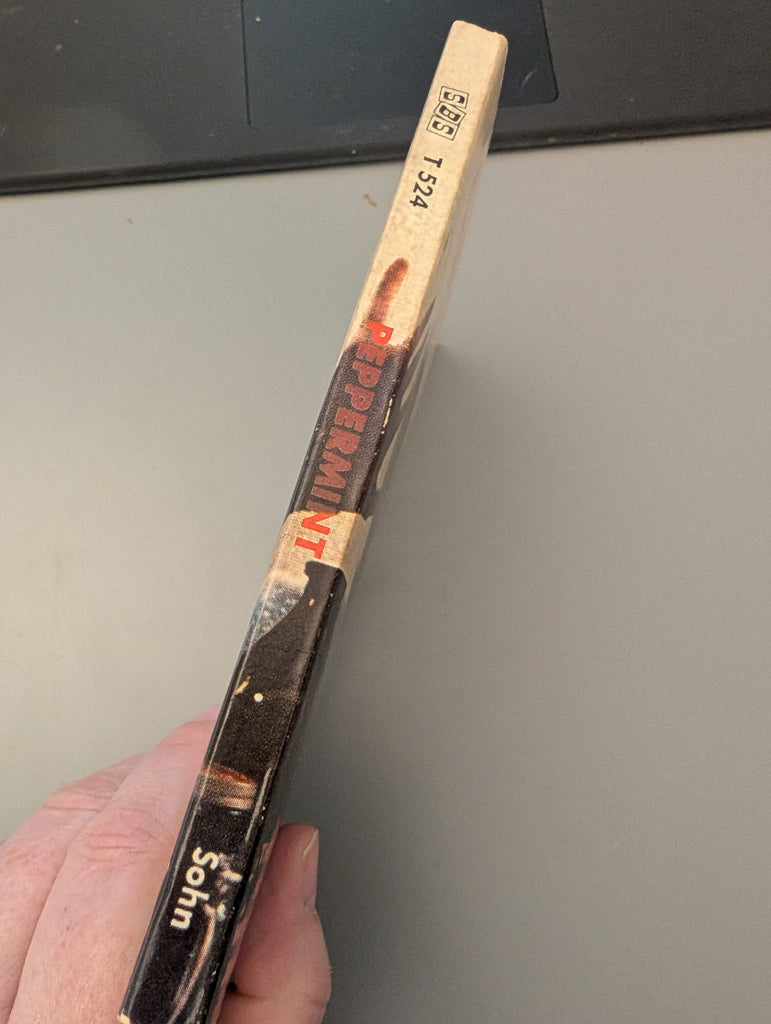 SBS
T 524
PEPPERMINT
Sohn